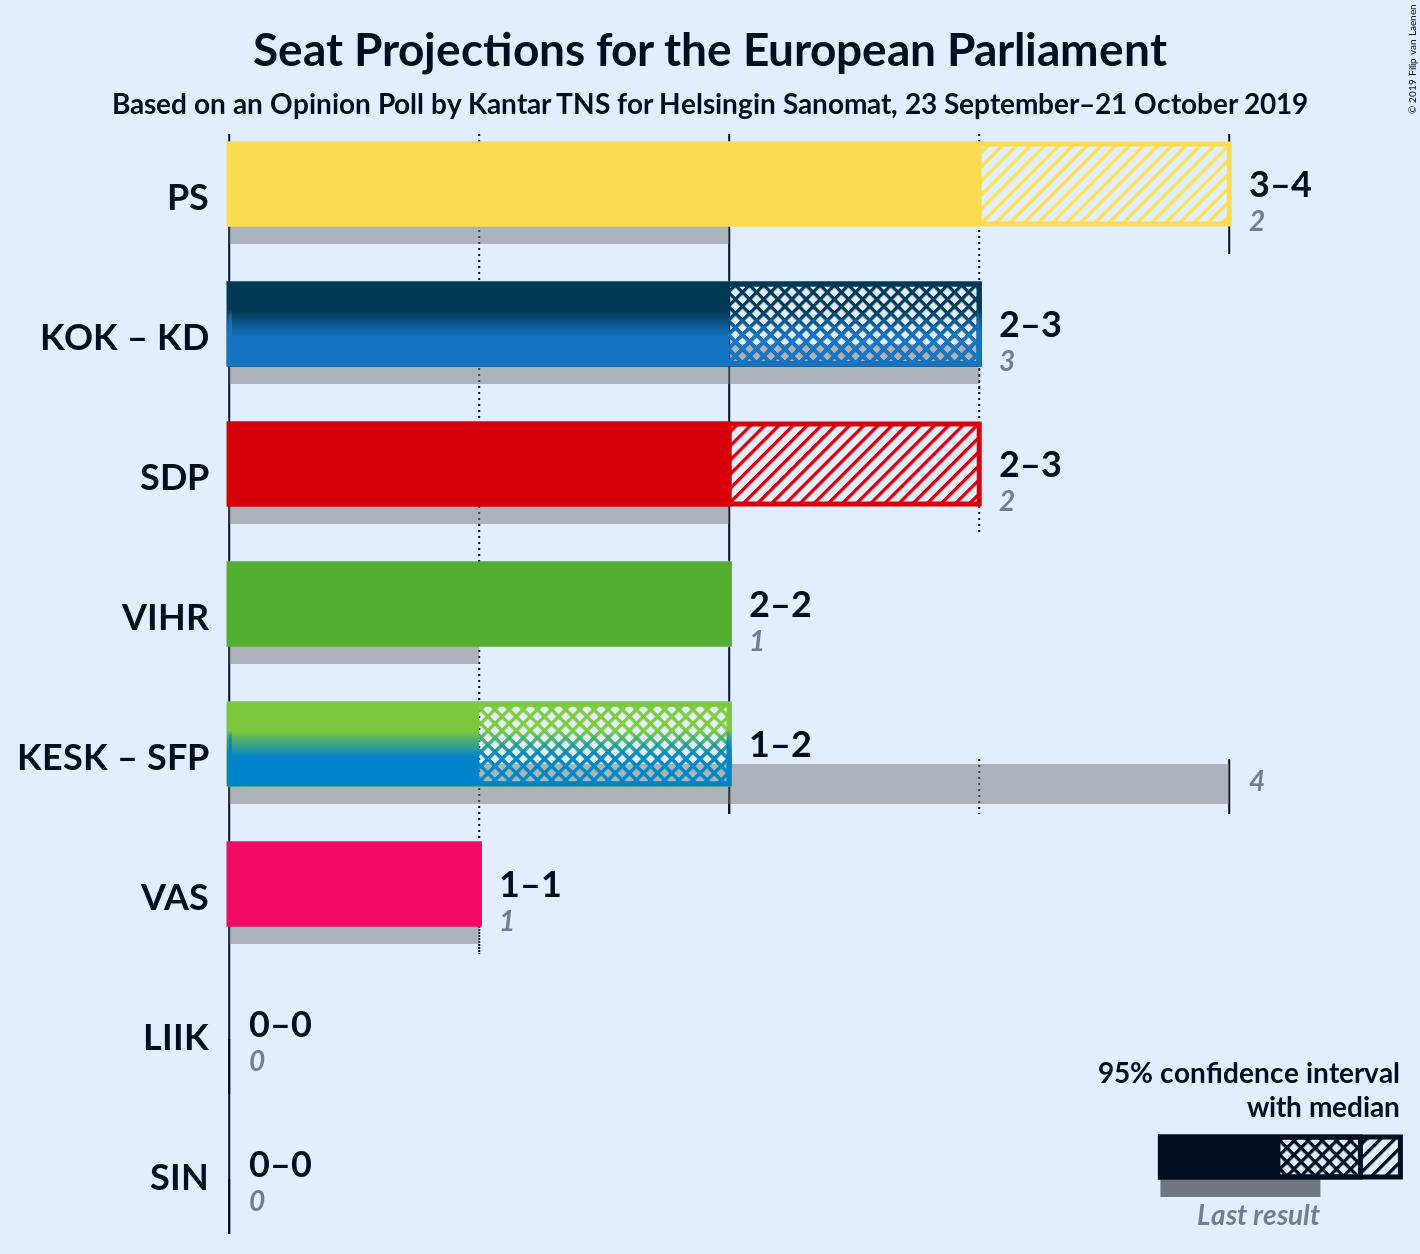 Seat Projections for the European Parliament
Based on an Opinion Poll by Kantar TNS for Helsingin Sanomat, 23 September–21 October 2019
© 2019 Filip van Laenen
PS
3–4
2
KOK – KD
2–3
3
SDP
2–3
2
VIHR
2–2
1
KESK – SFP
1–2
4
VAS
1–1
1
LIIK
0–0
0
SIN
0–0
0
95% confidence interval
with median
Last result